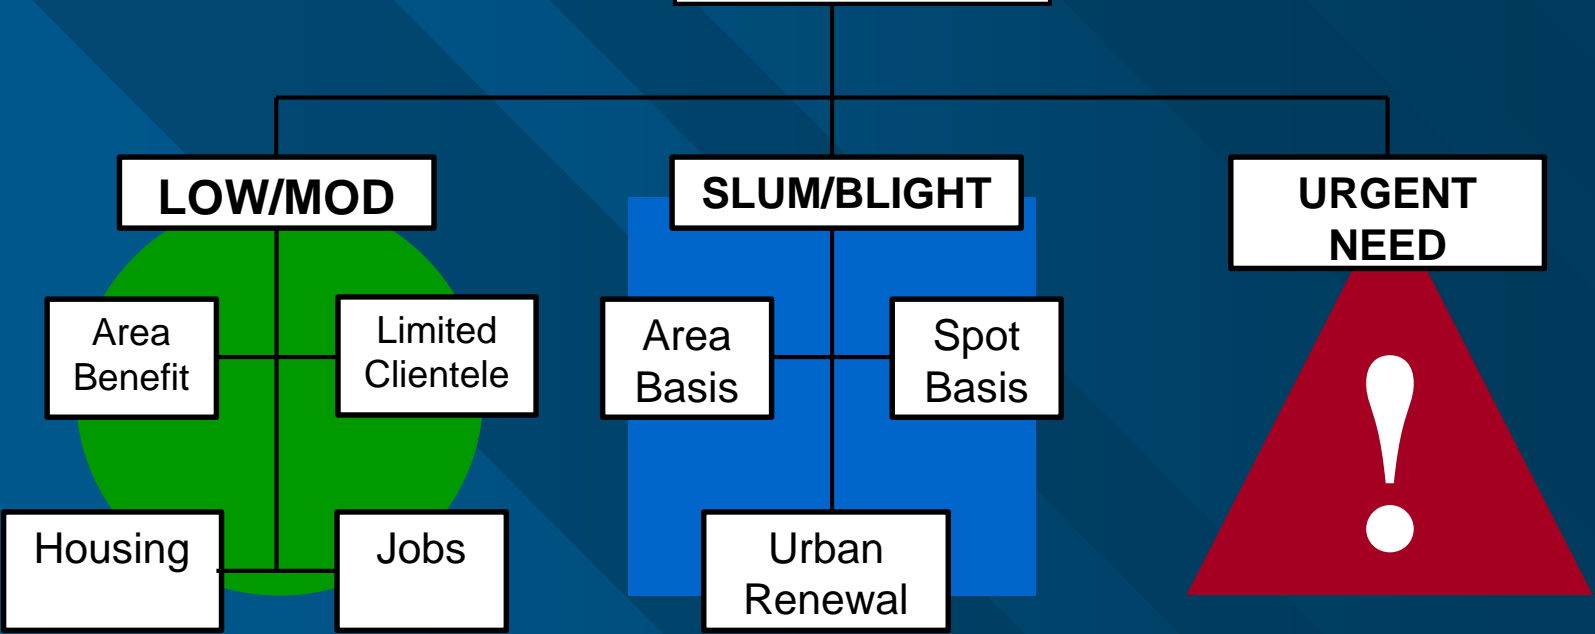 LOW/MOD
SLUM/BLIGHT
URGENT
NEED
Area
Benefit
Limited
Clientele
Area
Basis
Spot
Basis
!
Housing
Jobs
Urban
Renewal